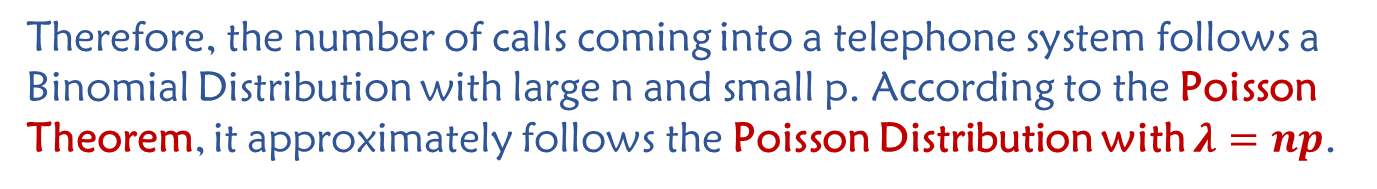 Therefore, the number of calls coming into a telephone system follows a
Binomial Distribution with large n and small p. According to the Poisson
Theorem, it approximately follows the Poisson Distribution with λ = np.